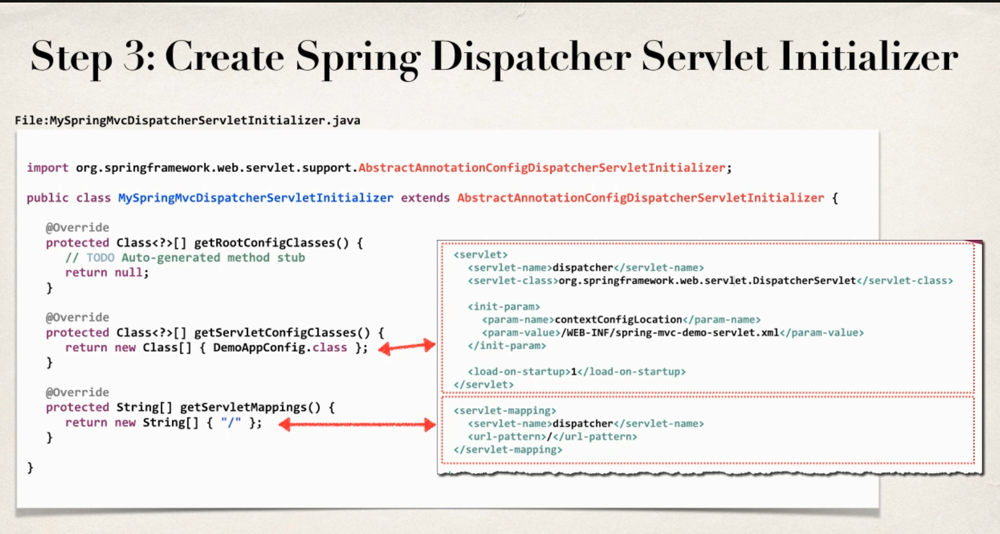 Step 3: Create Spring Dispatcher Servlet Initializer
File:MySpringMvcDispatcherServletInitializer.java
import org.springframework.web.servlet.support.AbstractAnnotationConfigDispatcherServletInitializer;
public class MySpringMvcDispatcherServletInitializer extends AbstractAnnotationConfigDispatcherServletInitializer {
@Override
protected Class<?>[] getRootConfigClasses() {
// TODO Auto-generated method stub
return null;
}
@Override
protected Class<?>[] getServletConfigClasses() {
return new Class[] { DemoAppConfig.class };
}
@Override
protected String[] getServletMappings() {
return new String[] { "/" };
}
}
<servlet>
<servlet-name>dispatcher</servlet-name>
<servlet-class>org.springframework.web.servlet.DispatcherServlet</servlet-class>
<init-param>
<param-name>contextConfigLocation</param-name>
<param-value>/WEB-INF/spring-mvc-demo-servlet.xml</param-value>
</init-param>
<load-on-startup>1</load-on-startup>
</servlet>
<servlet-mapping>
<servlet-name>dispatcher</servlet-name>
<url-pattern>/</url-pattern>
</servlet-mapping>